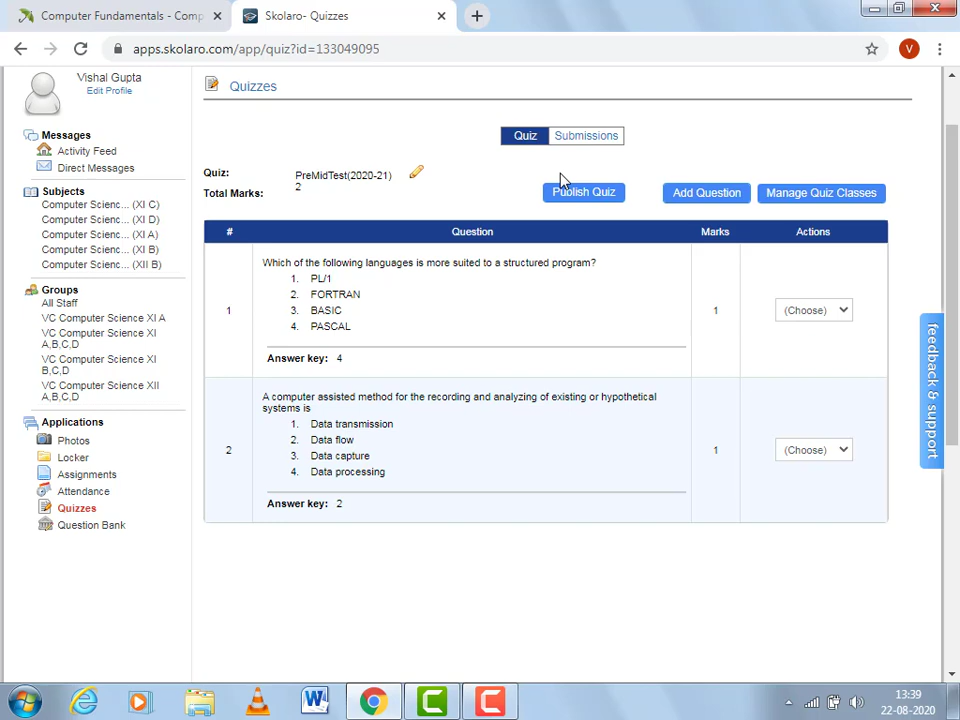 Computer Fundamentals - Comp
Skolaro- Quizzes
apps.skolaro.com/app/quiz?id=133049095
V
Vishal Gupta
Edit Profile
Messages
Activity Feed
Direct Messages
Subjects
Computer Scienc... (XI C)
Computer Scienc... (XI D)
Computer Scienc... (XI A)
Computer Scienc... (XI B)
Computer Scienc... (XII B)
Groups
All Staff
VC Computer Science XI A
VC Computer Science XI
A,B,C,D
VC Computer Science XI
B,C,D
VC Computer Science XII
A,B,C,D
Applications
Photos
Locker
Assignments
Attendance
Quizzes
Question Bank
Quizzes
Quiz Submissions
Quiz: PreMidTest(2020-21)
Total Marks: 2
Publish Quiz Add Question Manage Quiz Classes
# Question Marks Actions
1
Which of the following languages is more suited to a structured program?
1. PL/1
2. FORTRAN
3. BASIC
4. PASCAL
Answer key: 4
1
(Choose)
2
A computer assisted method for the recording and analyzing of existing or hypothetical
systems is
1. Data transmission
2. Data flow
3. Data capture
4. Data processing
Answer key: 2
1
(Choose)
feedback & support
13:39
22-08-2020